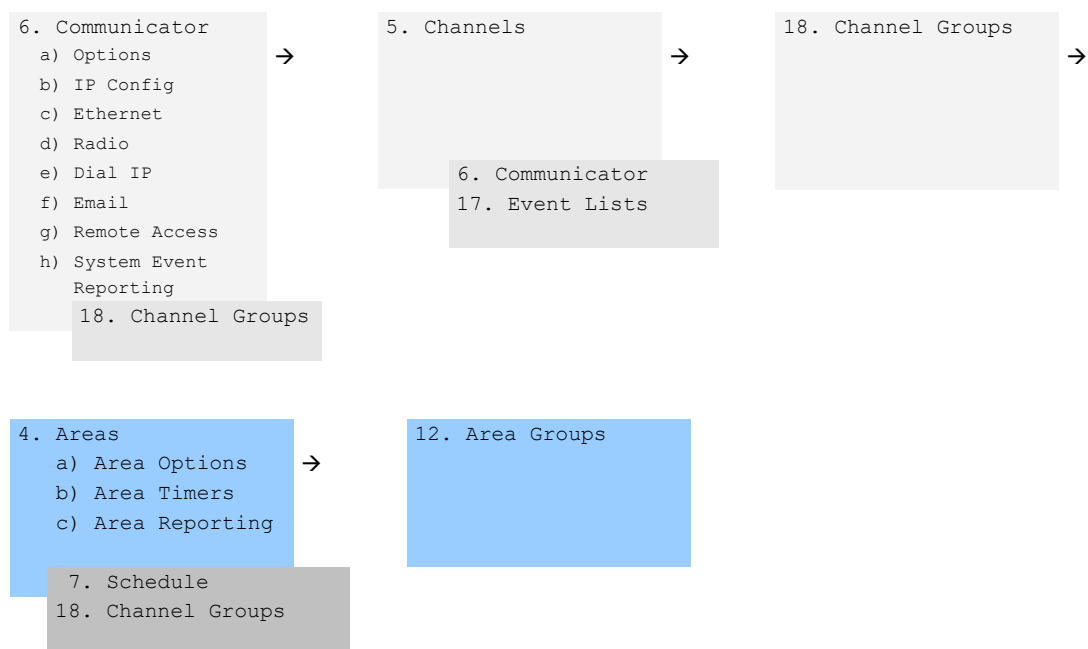 6. Communicator
a) Options
b) IP Config
c) Ethernet
d) Radio
e) Dial IP
f) Email
g) Remote Access
h) System Event
Reporting
18. Channel Groups
→
5. Channels
6. Communicator
17. Event Lists
→
18. Channel Groups
→
4. Areas
a) Area Options
b) Area Timers
c) Area Reporting
7. Schedule
18. Channel Groups
→
12. Area Groups